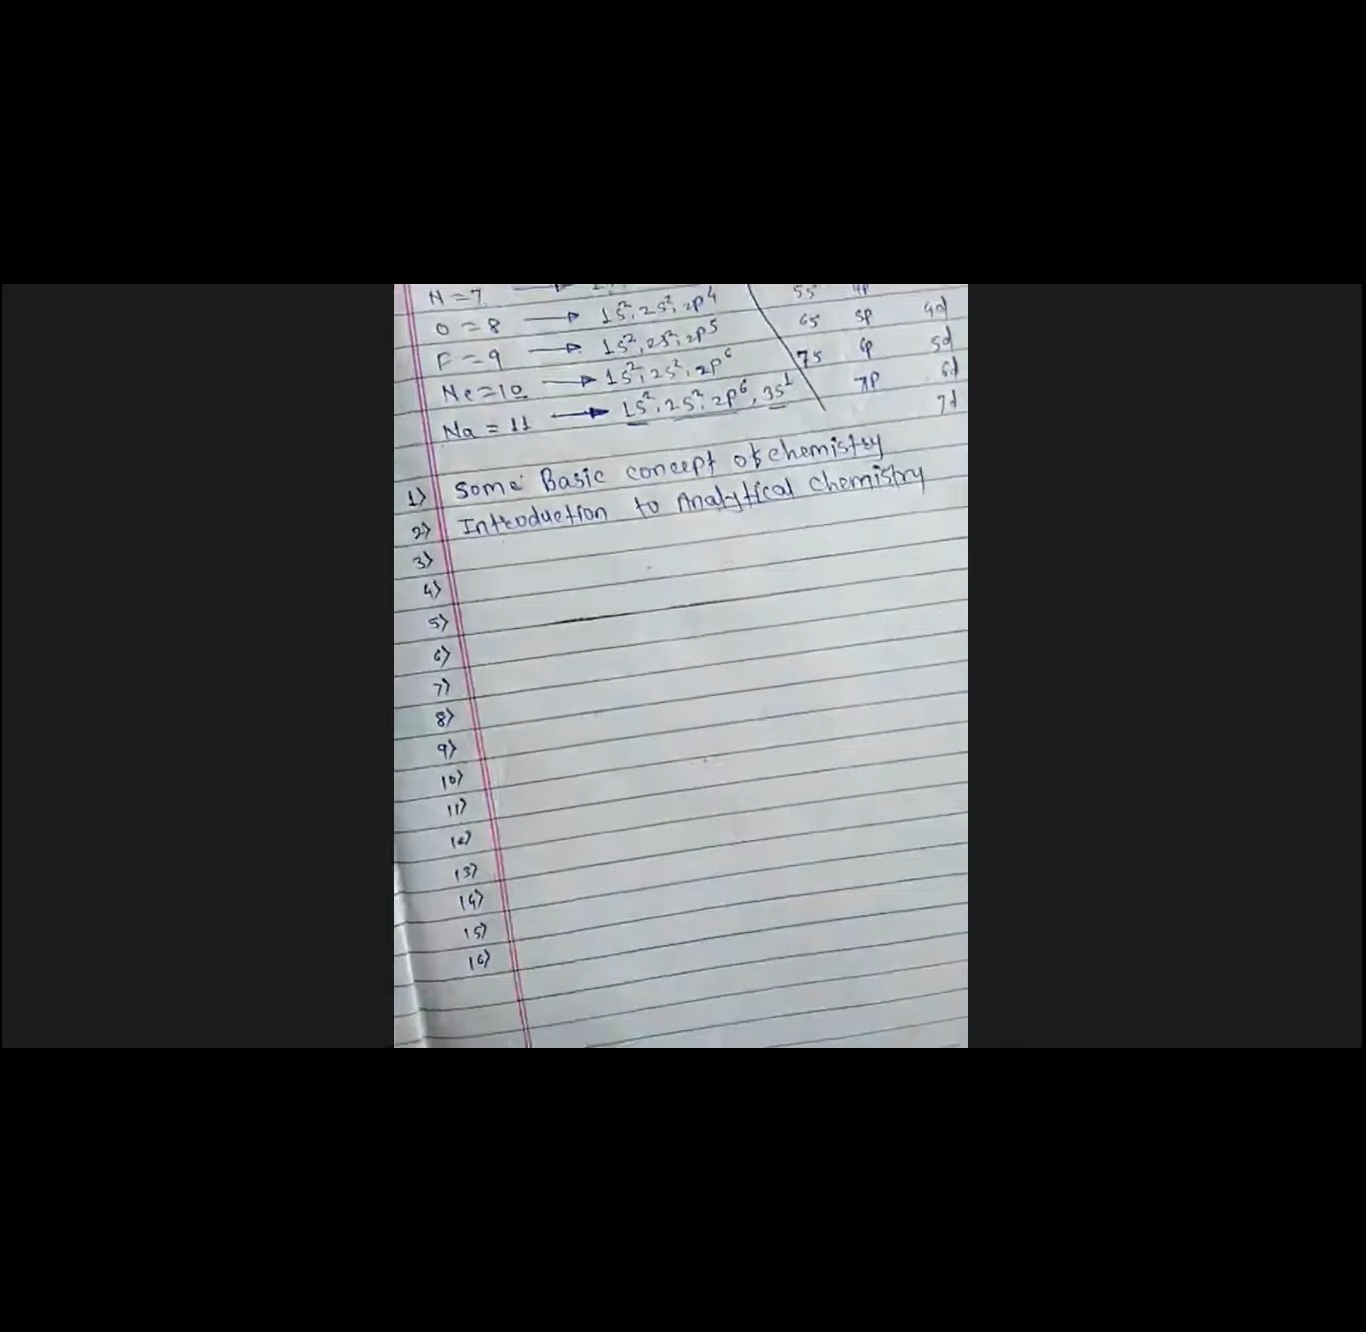 N = 7
5s 4p
O = 8 → 1s², 2s², 2p⁴ 6s 5p 4d
F = 9 → 1s², 2s², 2p⁵ 7s 6p 5d
Ne = 10 → 1s², 2s², 2p⁶ 7p 6d
Na = 11 → 1s², 2s², 2p⁶, 3s¹ 7d
1) Some Basic concept of chemistry
2) Introduction to Analytical chemistry
3)
4)
5)
6)
7)
8)
9)
10)
11)
12)
13)
14)
15)
16)